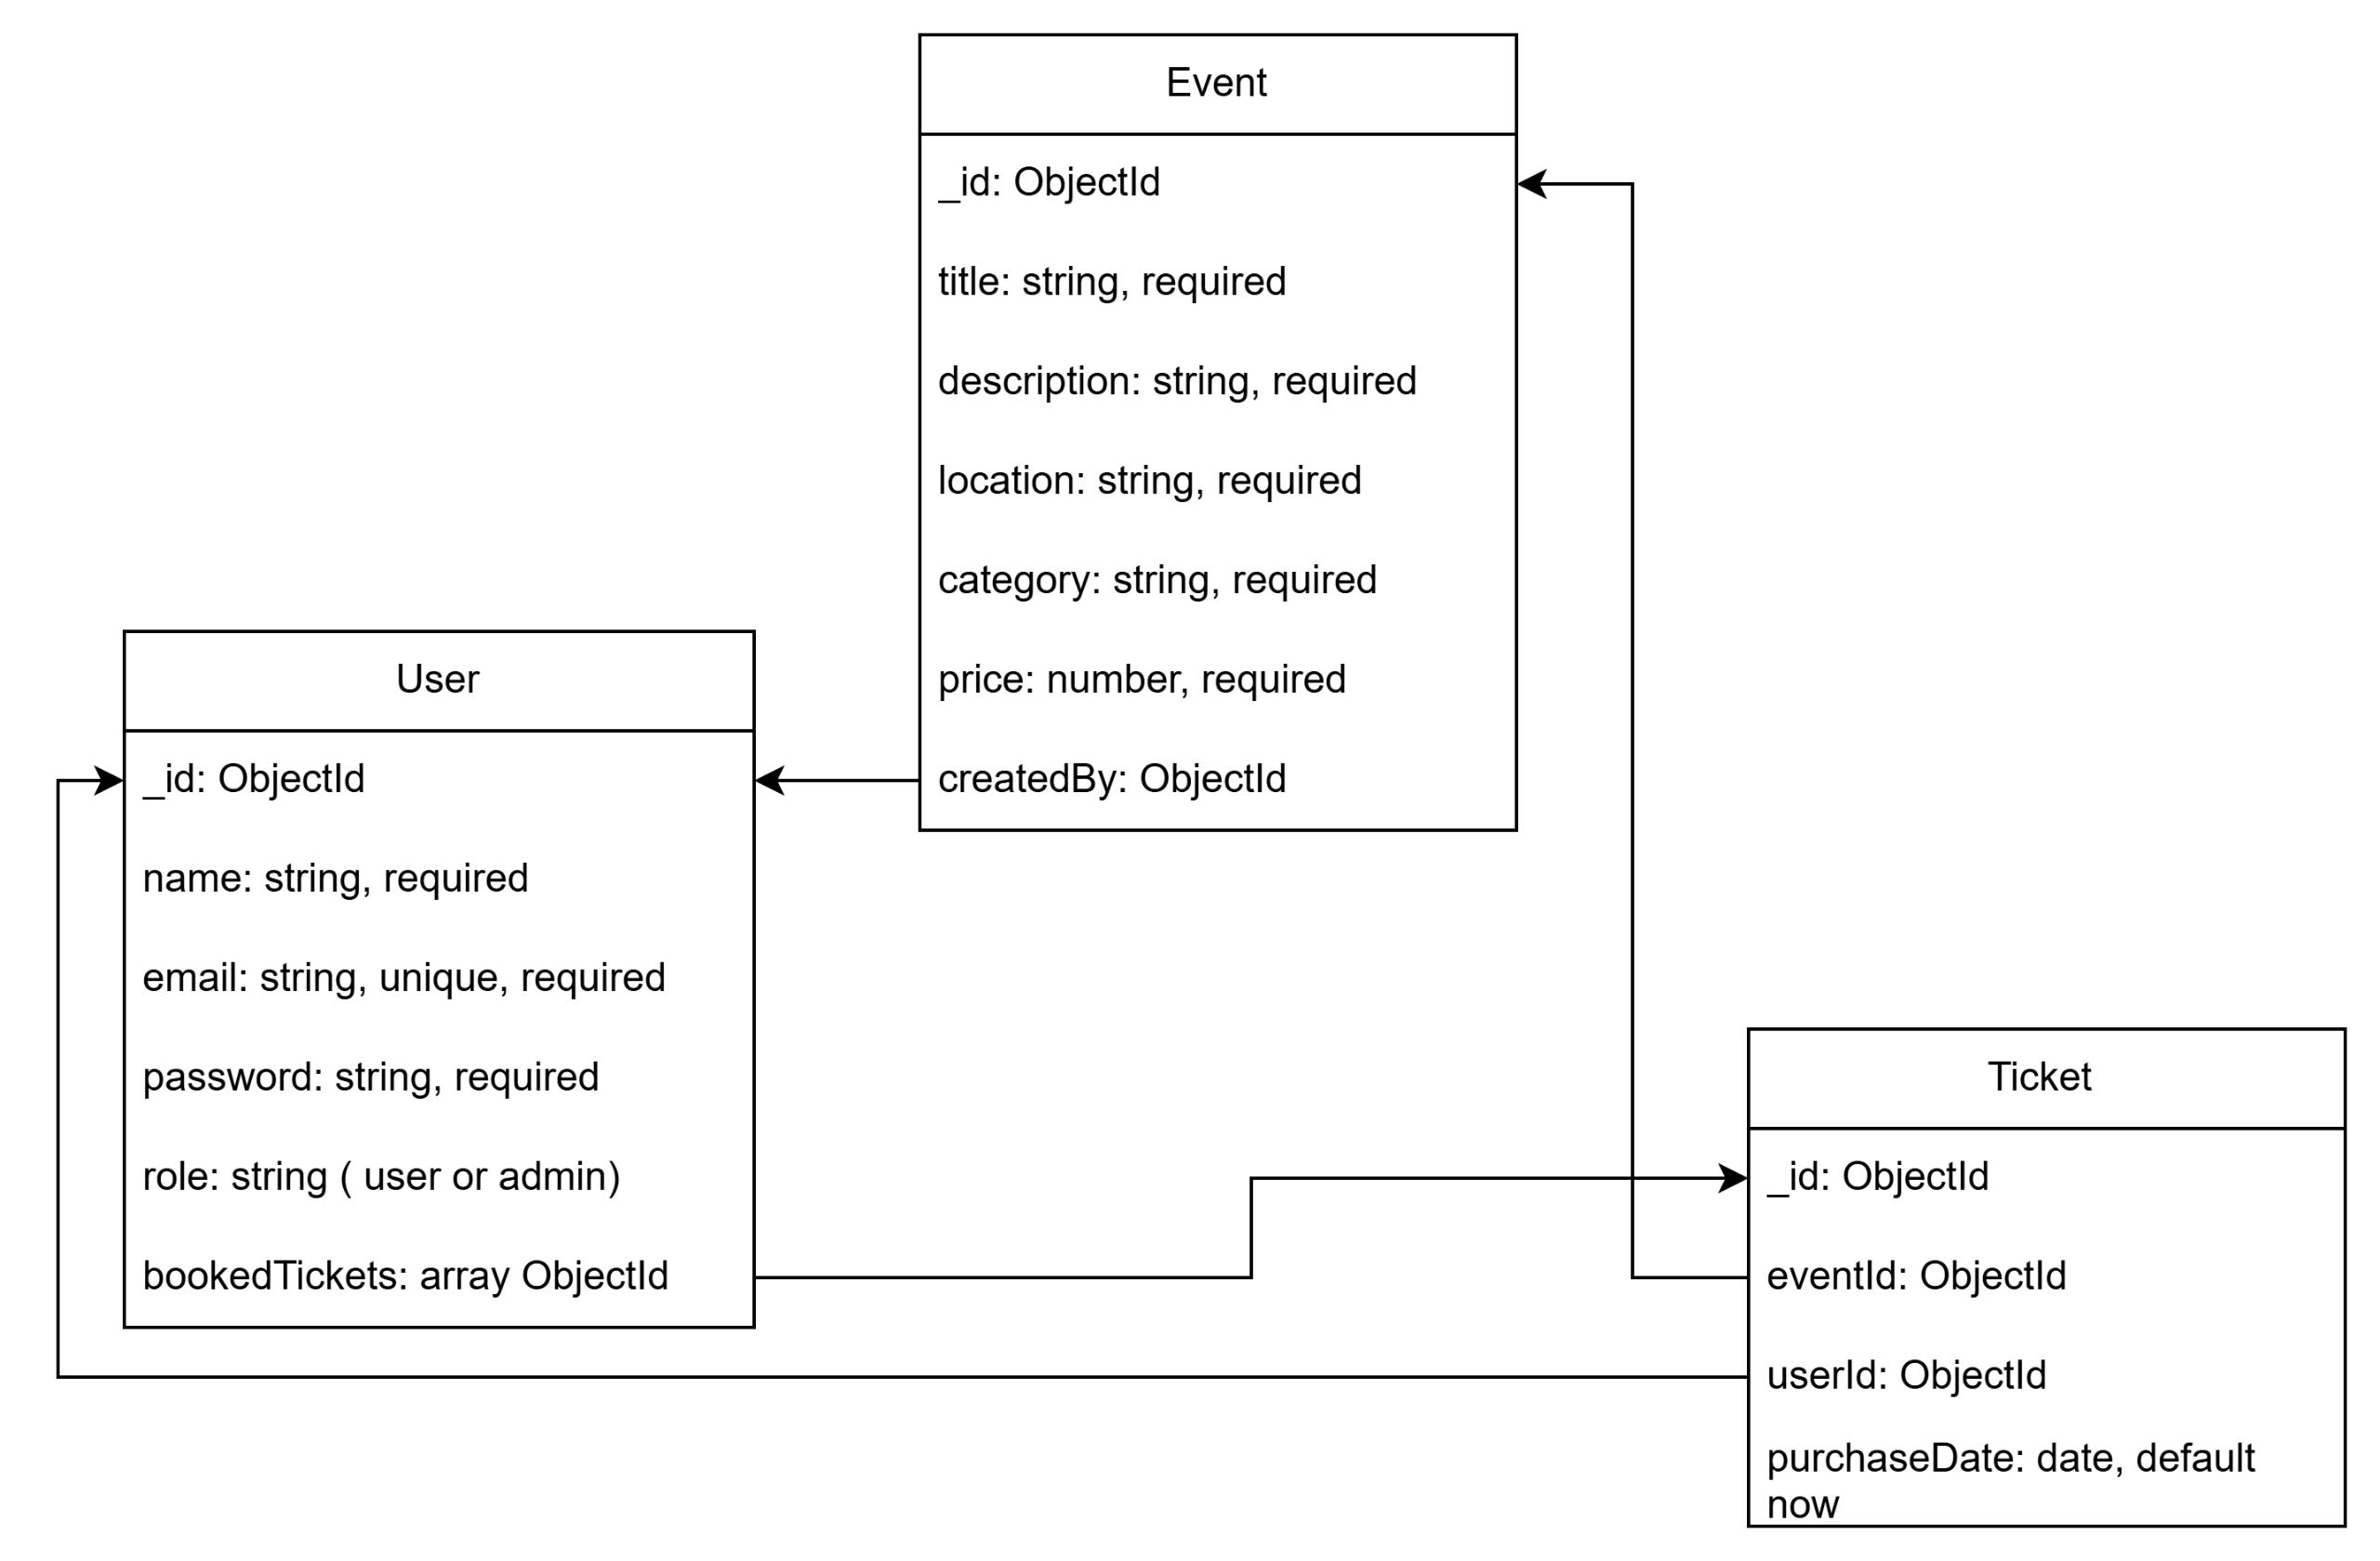 Event
_id: ObjectId
title: string, required
description: string, required
location: string, required
category: string, required
price: number, required
createdBy: ObjectId
User
_id: ObjectId
name: string, required
email: string, unique, required
password: string, required
role: string ( user or admin)
bookedTickets: array ObjectId
Ticket
_id: ObjectId
eventId: ObjectId
userId: ObjectId
purchaseDate: date, default
now